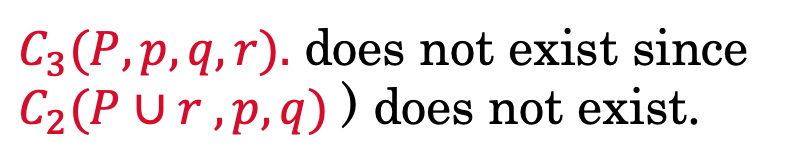 C₃(P,p,q,r). does not exist since
C₂(P ∪ r ,p,q) ) does not exist.